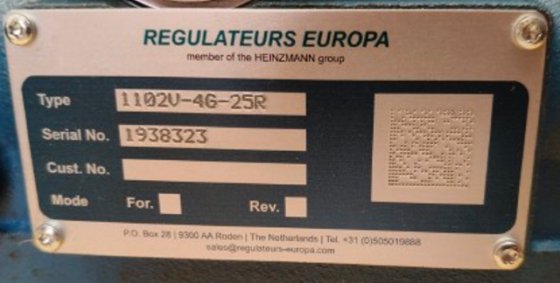 REGULATEURS EUROPA
member of the HEINZMANN group
Type 1102V-4G-25R
Serial No. 1938323
Cust. No.
Mode For. Rev.
P.O. Box 28 | 9300 AA Roden | The Netherlands | Tel. +31 (0)505019888
sales@regulateurs-europa.com